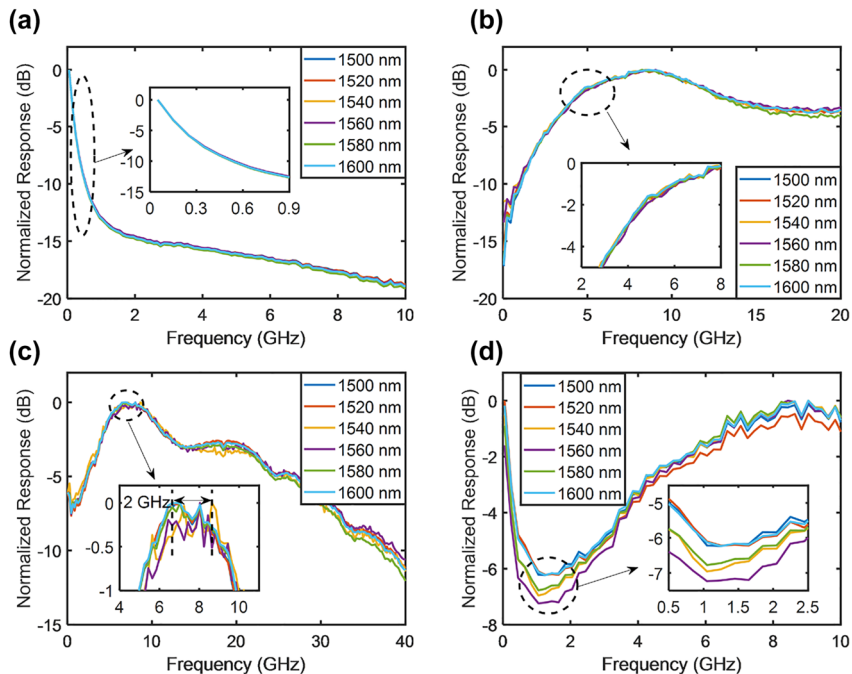 (a)
Normalized Response (dB)
0
-5
-10
-15
-20
0
2
4
6
8
10
Frequency (GHz)
1500 nm
1520 nm
1540 nm
1560 nm
1580 nm
1600 nm
0
-5
-10
-15
0
0.3
0.6
0.9
(b)
Normalized Response (dB)
0
-5
-10
-15
-20
0
5
10
15
20
Frequency (GHz)
0
-2
-4
2
4
6
8
1500 nm
1520 nm
1540 nm
1560 nm
1580 nm
1600 nm
(c)
Normalized Response (dB)
0
-5
-10
-15
0
10
20
30
40
Frequency (GHz)
1500 nm
1520 nm
1540 nm
1560 nm
1580 nm
1600 nm
2 GHz
0
-0.5
-1
4
6
8
10
(d)
Normalized Response (dB)
0
-2
-4
-6
-8
0
2
4
6
8
10
Frequency (GHz)
1500 nm
1520 nm
1540 nm
1560 nm
1580 nm
1600 nm
-5
-6
-7
0.5
1
1.5
2
2.5